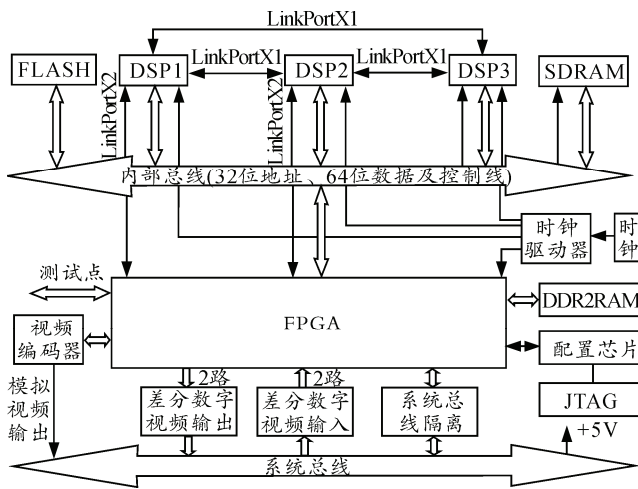 LinkPortX1
FLASH
DSP1
LinkPortX1
DSP2
LinkPortX1
DSP3
SDRAM
LinkPortX2
LinkPortX2
内部总线(32位地址、64位数据及控制线)
时钟
驱动器
时
钟
测试点
FPGA
DDR2RAM
视频
编码器
配置芯片
模拟
视频
输出
2路
2路
差分数字
视频输出
差分数字
视频输入
系统总
线隔离
JTAG
+5V
系统总线